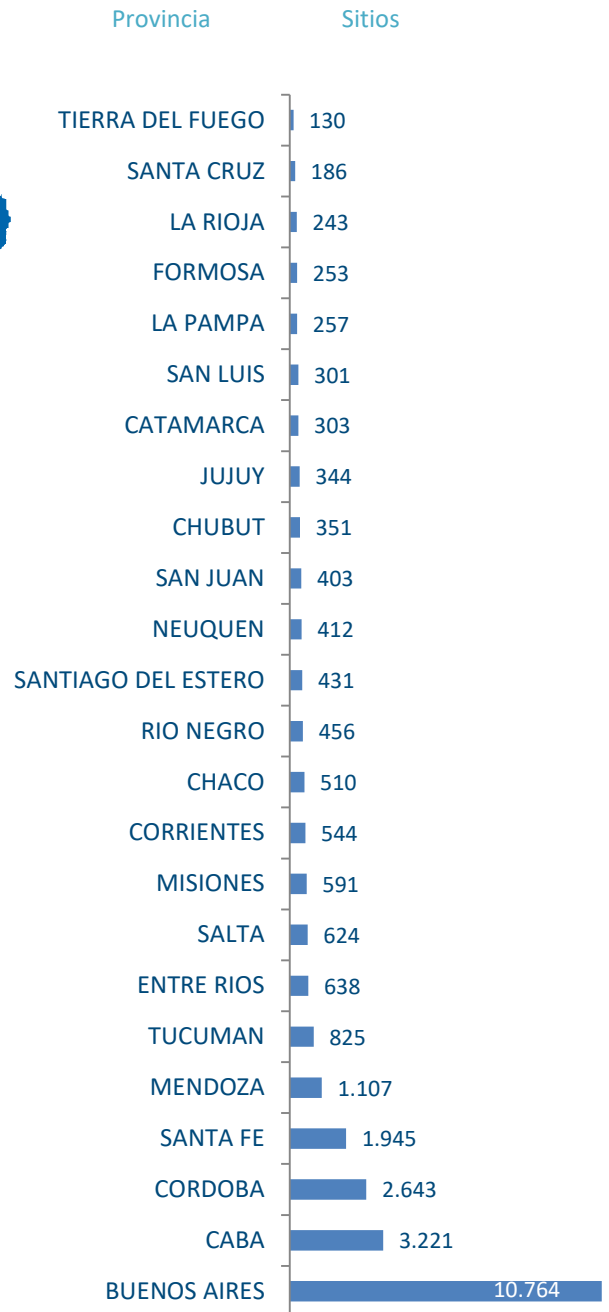 Provincia Sitios
TIERRA DEL FUEGO 130
SANTA CRUZ 186
LA RIOJA 243
FORMOSA 253
LA PAMPA 257
SAN LUIS 301
CATAMARCA 303
JUJUY 344
CHUBUT 351
SAN JUAN 403
NEUQUEN 412
SANTIAGO DEL ESTERO 431
RIO NEGRO 456
CHACO 510
CORRIENTES 544
MISIONES 591
SALTA 624
ENTRE RIOS 638
TUCUMAN 825
MENDOZA 1.107
SANTA FE 1.945
CORDOBA 2.643
CABA 3.221
BUENOS AIRES 10.764